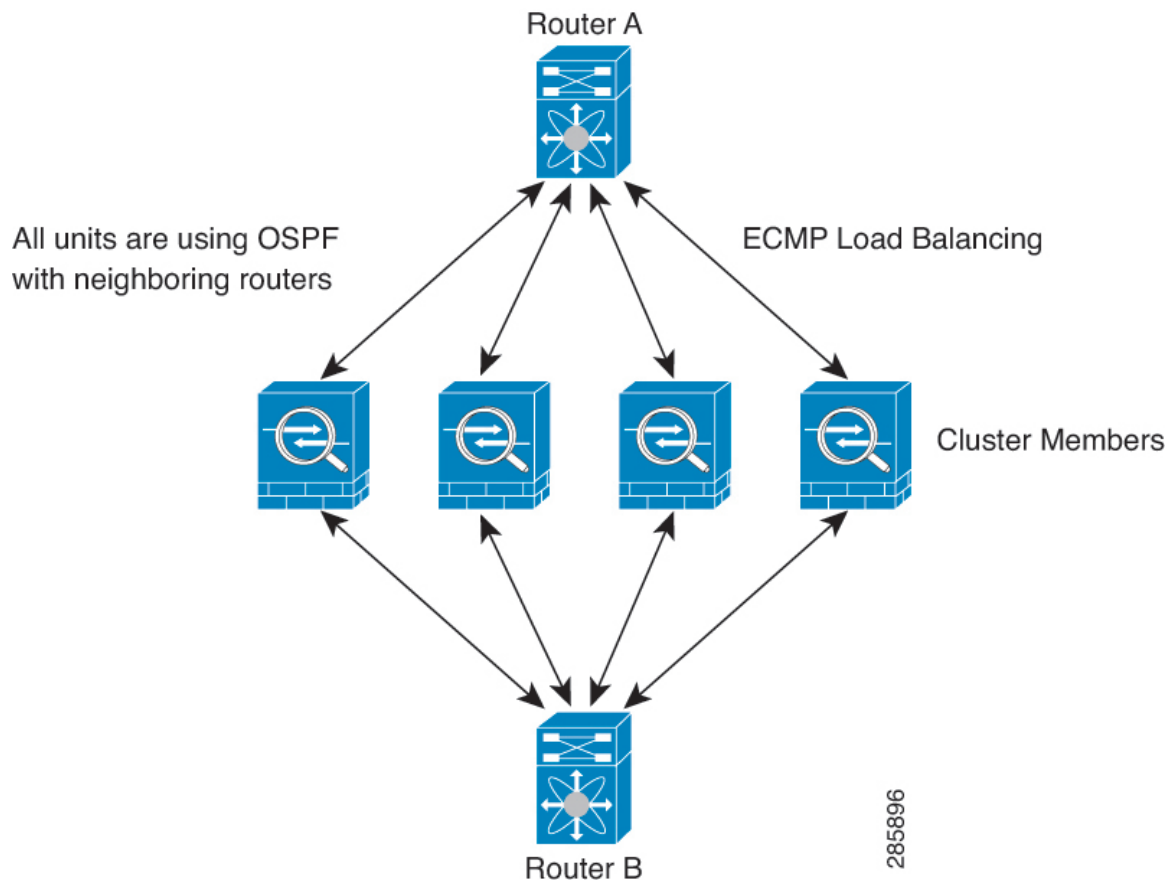 Router A
All units are using OSPF
with neighboring routers
ECMP Load Balancing
Cluster Members
Router B
285896